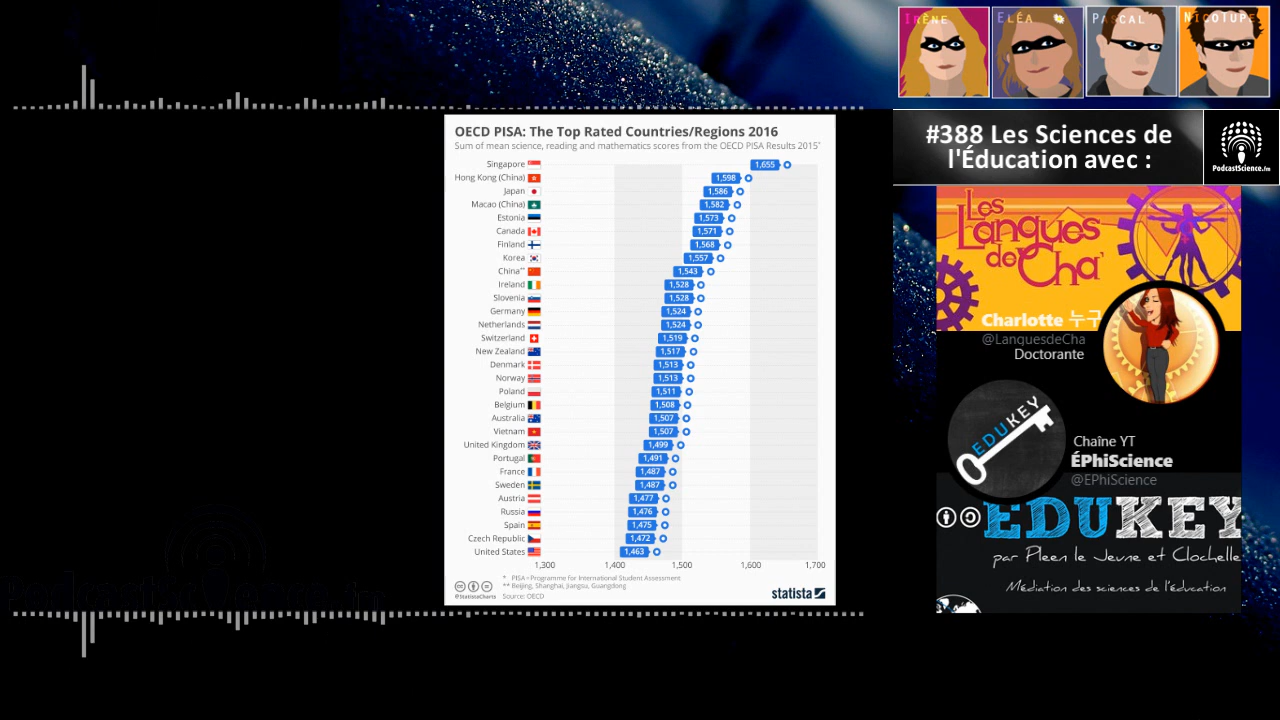 IRÈNE
ELÉA
PASCAL
NICOTUPE
#388 Les Sciences de
l'Éducation avec :
PodcastScience.fm
OECD PISA: The Top Rated Countries/Regions 2016
Sum of mean science, reading and mathematics scores from the OECD PISA Results 2015*
Singapore 1,655
Hong Kong (China) 1,598
Japan 1,586
Macao (China) 1,582
Estonia 1,573
Canada 1,571
Finland 1,568
Korea 1,557
China** 1,543
Ireland 1,528
Slovenia 1,528
Germany 1,524
Netherlands 1,524
Switzerland 1,519
New Zealand 1,517
Denmark 1,513
Norway 1,513
Poland 1,511
Belgium 1,508
Australia 1,507
Vietnam 1,507
United Kingdom 1,499
Portugal 1,491
France 1,487
Sweden 1,487
Austria 1,477
Russia 1,476
Spain 1,475
Czech Republic 1,472
United States 1,463
1,300 1,400 1,500 1,600 1,700
* PISA=Programme for International Student Assessment
** Beijing, Shanghai, Jiangsu, Guangdong
@StatistaCharts Source: OECD
statista
Les
Langues
de Cha'
Charlotte 누구
@LanguesdeCha
Doctorante
EDUKEY
Chaîne YT
ÉPhiScience
@EPhiScience
EDUKEY
par Pleen le Jeune et Clochelle
Médiation des sciences de l'éducation